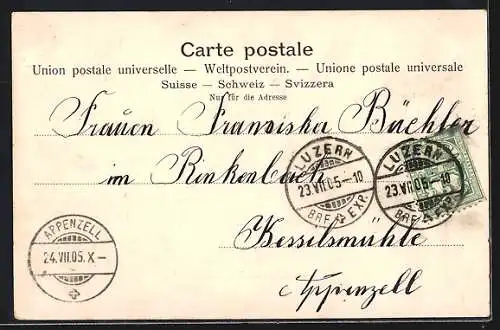 Carte postale
Union postale universelle — Weltpostverein. — Unione postale universale
Suisse — Schweiz — Svizzera
Nur für die Adresse
Frauen Franziska Bächler
im Rinkenbach
Kesselsmühle
Appenzell
LUZERN
23.VII.05.–10
BRF. EXP.
LUZERN
23.VII.05–10
BRF. EXP.
APPENZELL
24.VII.05.X–